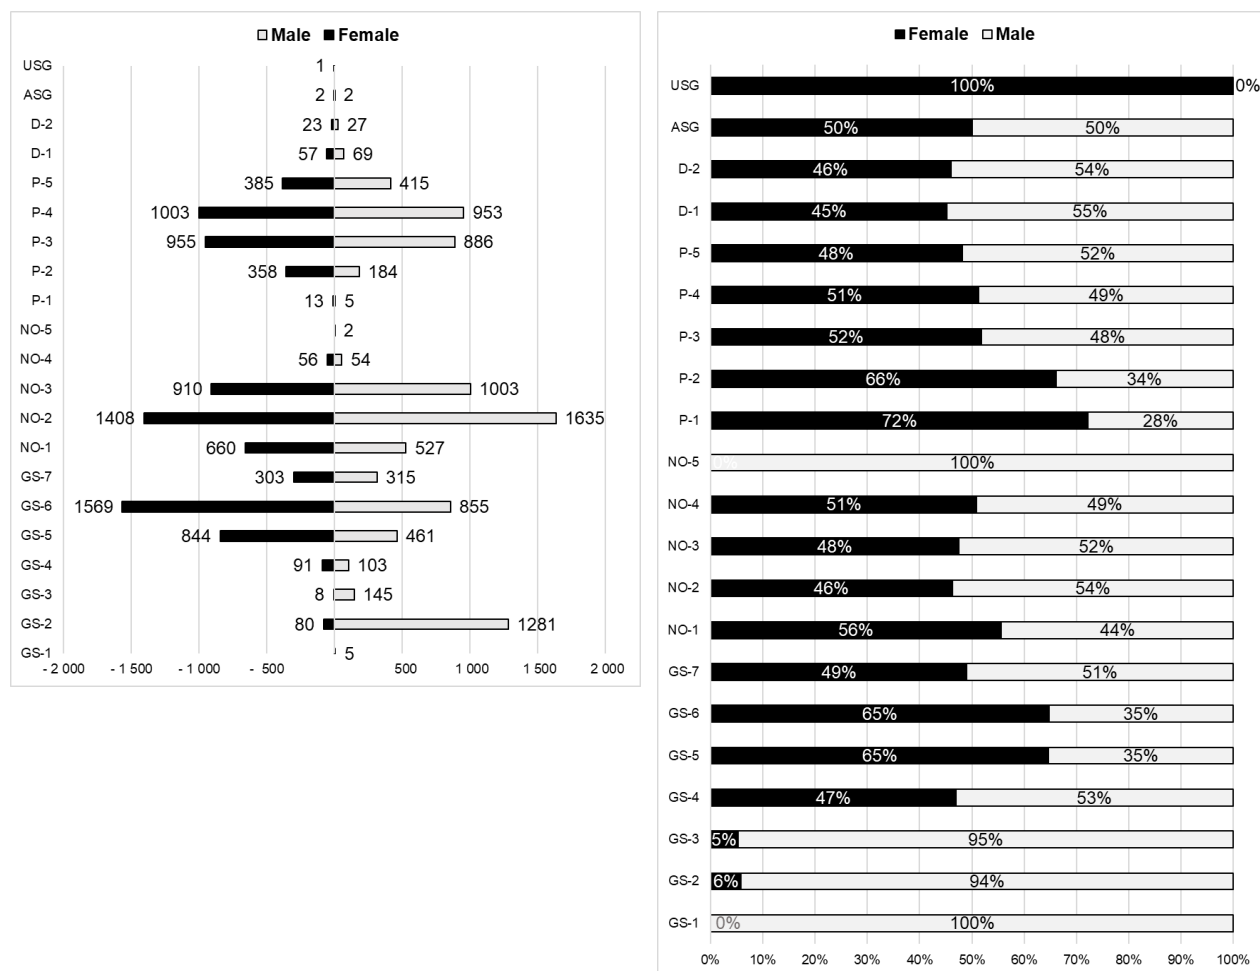 Male Female
USG 1
ASG 2 2
D-2 23 27
D-1 57 69
P-5 385 415
P-4 1003 953
P-3 955 886
P-2 358 184
P-1 13 5
NO-5 2
NO-4 56 54
NO-3 910 1003
NO-2 1408 1635
NO-1 660 527
GS-7 303 315
GS-6 1569 855
GS-5 844 461
GS-4 91 103
GS-3 8 145
GS-2 80 1281
GS-1 5
- 2 000 - 1 500 - 1 000 - 500 0 500 1 000 1 500 2 000
Female Male
USG 100% 0%
ASG 50% 50%
D-2 46% 54%
D-1 45% 55%
P-5 48% 52%
P-4 51% 49%
P-3 52% 48%
P-2 66% 34%
P-1 72% 28%
NO-5 0% 100%
NO-4 51% 49%
NO-3 48% 52%
NO-2 46% 54%
NO-1 56% 44%
GS-7 49% 51%
GS-6 65% 35%
GS-5 65% 35%
GS-4 47% 53%
GS-3 5% 95%
GS-2 6% 94%
GS-1 0% 100%
0% 10% 20% 30% 40% 50% 60% 70% 80% 90% 100%